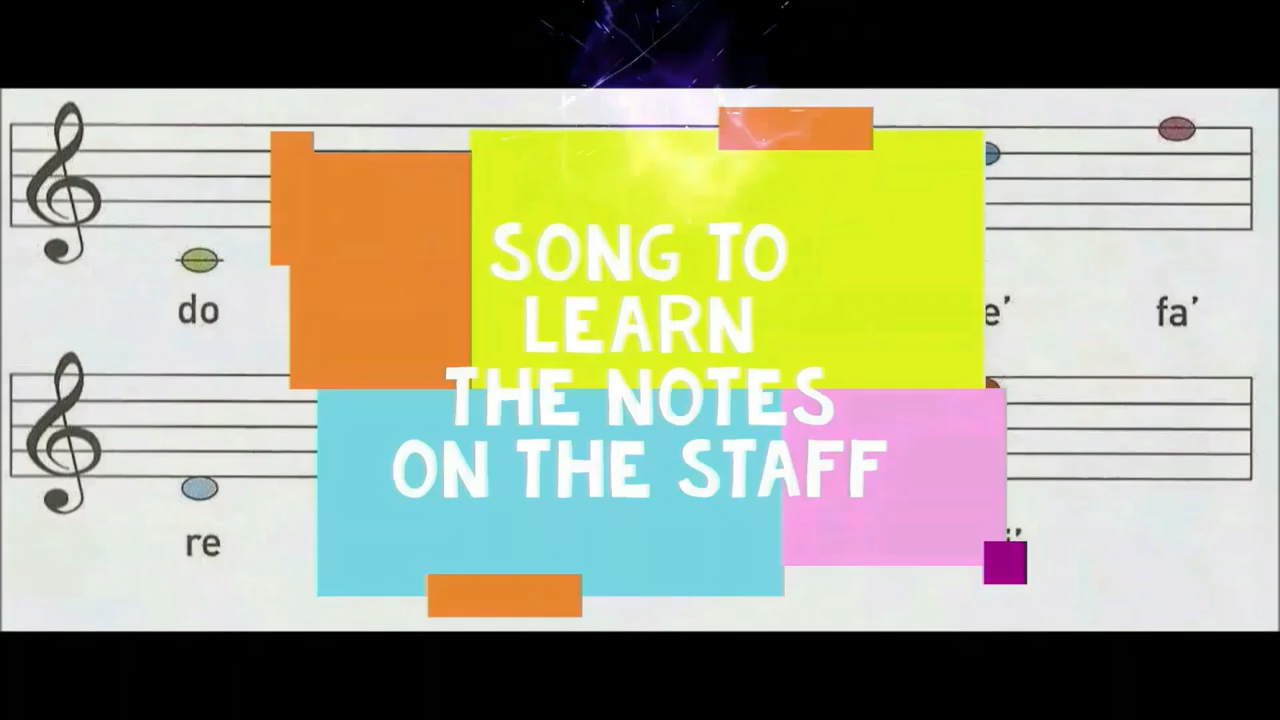 SONG TO
LEARN
THE NOTES
ON THE STAFF
do
e’
fa’
re